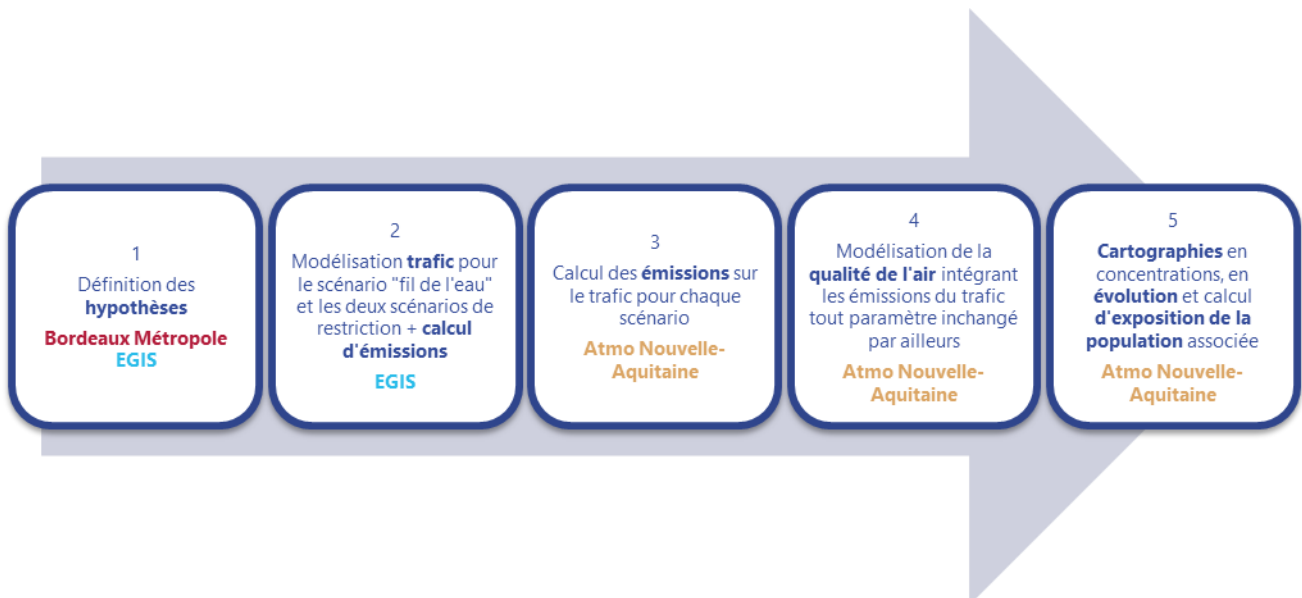 1
Définition des
hypothèses
Bordeaux Métropole
EGIS
2
Modélisation trafic pour
le scénario "fil de l'eau"
et les deux scénarios de
restriction + calcul
d'émissions
EGIS
3
Calcul des émissions sur
le trafic pour chaque
scénario
Atmo Nouvelle-
Aquitaine
4
Modélisation de la
qualité de l'air intégrant
les émissions du trafic
tout paramètre inchangé
par ailleurs
Atmo Nouvelle-
Aquitaine
5
Cartographies en
concentrations, en
évolution et calcul
d'exposition de la
population associée
Atmo Nouvelle-
Aquitaine